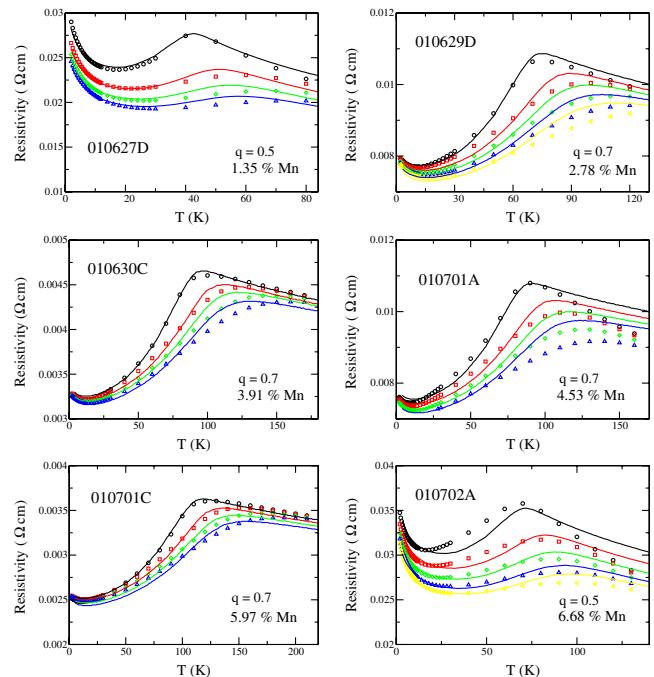 0.03
0.025
0.02
0.015
0.01
0 20 40 60 80
T (K)
Resistivity ( Ω cm)
010627D
q = 0.5
1.35 % Mn
0.012
0.01
0.008
0 30 60 90 120
T (K)
Resistivity ( Ω cm )
010629D
q = 0.7
2.78 % Mn
0.005
0.0045
0.004
0.0035
0.003
0 50 100 150
T (K)
Resistivity ( Ω cm )
010630C
q = 0.7
3.91 % Mn
0.012
0.01
0.008
0 50 100 150
T (K)
Resistivity ( Ω cm )
010701A
q = 0.7
4.53 % Mn
0.004
0.0035
0.003
0.0025
0.002
0 50 100 150 200
T (K)
Resistivity ( Ω cm)
010701C
q = 0.7
5.97 % Mn
0.04
0.035
0.03
0.025
0.02
0 50 100
T (K)
Resistivity ( Ω cm )
010702A
q = 0.5
6.68 % Mn